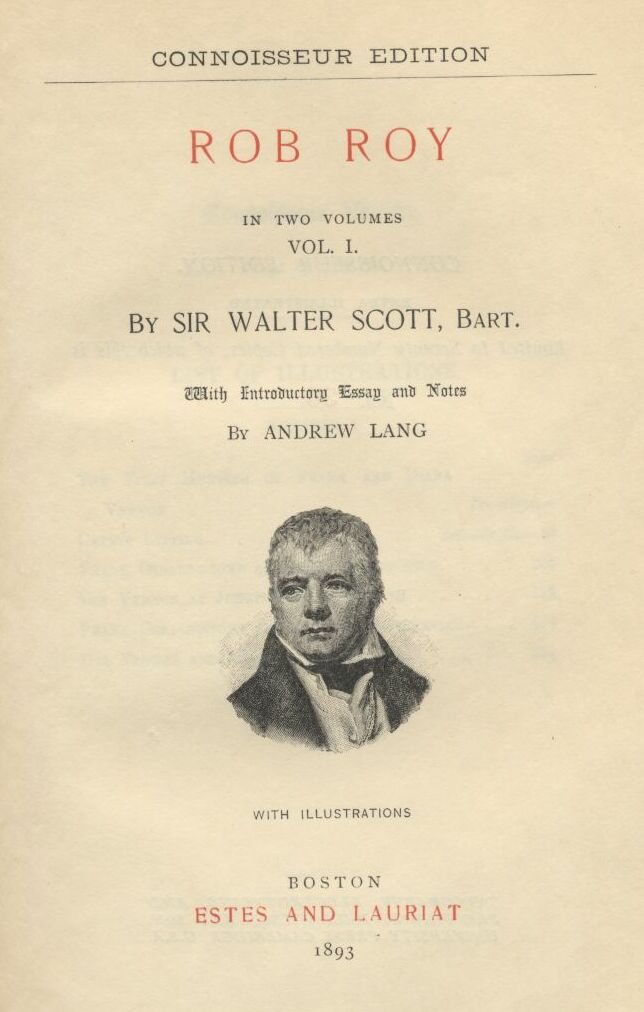 CONNOISSEUR EDITION
ROB ROY
IN TWO VOLUMES
VOL. I.
By SIR WALTER SCOTT, Bart.
With Introductory Essay and Notes
By ANDREW LANG
WITH ILLUSTRATIONS
BOSTON
ESTES AND LAURIAT
1893